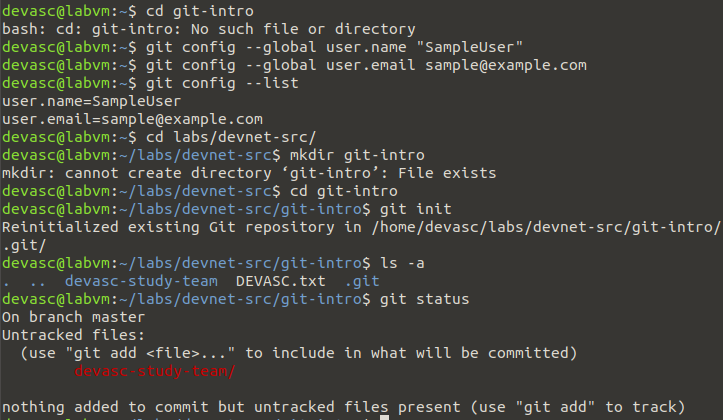 devasc@labvm:~$ cd git-intro
bash: cd: git-intro: No such file or directory
devasc@labvm:~$ git config --global user.name "SampleUser"
devasc@labvm:~$ git config --global user.email sample@example.com
devasc@labvm:~$ git config --list
user.name=SampleUser
user.email=sample@example.com
devasc@labvm:~$ cd labs/devnet-src/
devasc@labvm:~/labs/devnet-src$ mkdir git-intro
mkdir: cannot create directory ‘git-intro’: File exists
devasc@labvm:~/labs/devnet-src$ cd git-intro
devasc@labvm:~/labs/devnet-src/git-intro$ git init
Reinitialized existing Git repository in /home/devasc/labs/devnet-src/git-intro/
.git/
devasc@labvm:~/labs/devnet-src/git-intro$ ls -a
.  ..  devasc-study-team  DEVASC.txt  .git
devasc@labvm:~/labs/devnet-src/git-intro$ git status
On branch master
Untracked files:
  (use "git add <file>..." to include in what will be committed)
        devasc-study-team/

nothing added to commit but untracked files present (use "git add" to track)